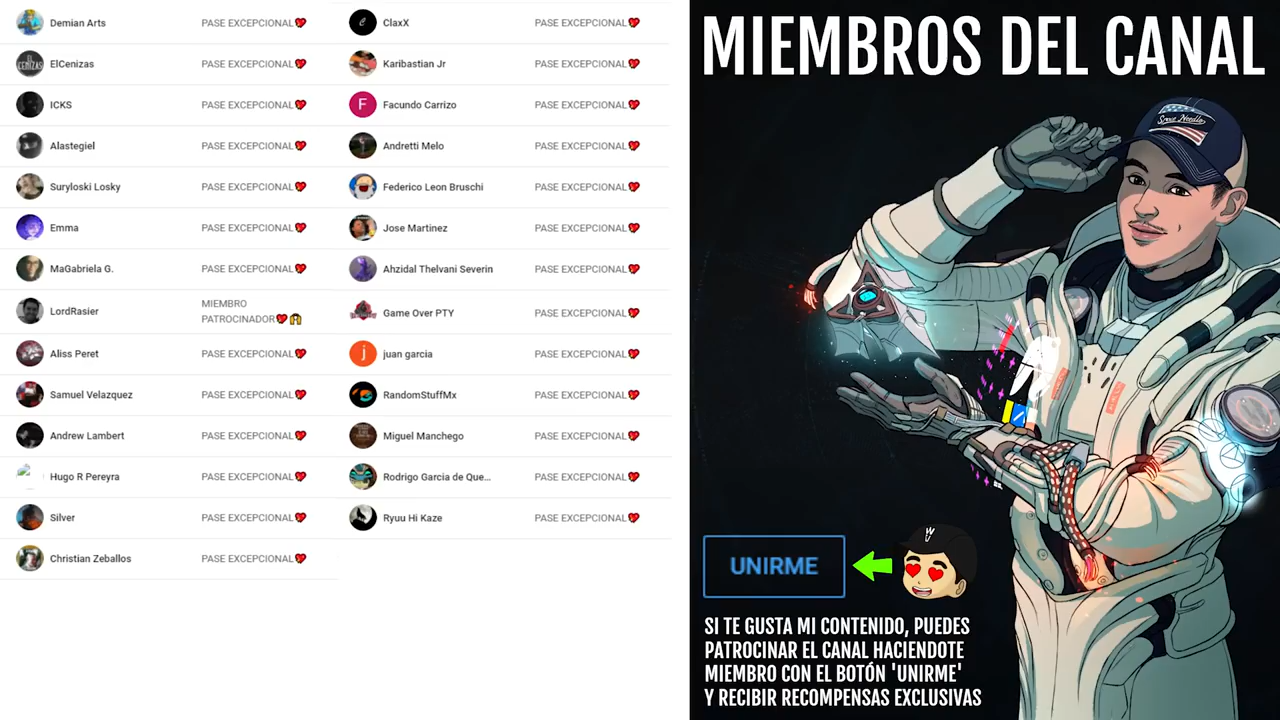 Demian Arts PASE EXCEPCIONAL
ElCenizas PASE EXCEPCIONAL
ICKS PASE EXCEPCIONAL
Alastegiel PASE EXCEPCIONAL
Suryloski Losky PASE EXCEPCIONAL
Emma PASE EXCEPCIONAL
MaGabriela G. PASE EXCEPCIONAL
LordRasier MIEMBRO
PATROCINADOR
Aliss Peret PASE EXCEPCIONAL
Samuel Velazquez PASE EXCEPCIONAL
Andrew Lambert PASE EXCEPCIONAL
Hugo R Pereyra PASE EXCEPCIONAL
Silver PASE EXCEPCIONAL
Christian Zeballos PASE EXCEPCIONAL
ClaxX PASE EXCEPCIONAL
Karibastian Jr PASE EXCEPCIONAL
F Facundo Carrizo PASE EXCEPCIONAL
Andretti Melo PASE EXCEPCIONAL
Federico Leon Bruschi PASE EXCEPCIONAL
Jose Martinez PASE EXCEPCIONAL
Ahzidal Thelvani Severin PASE EXCEPCIONAL
Game Over PTY PASE EXCEPCIONAL
j juan garcia PASE EXCEPCIONAL
RandomStuffMx PASE EXCEPCIONAL
Miguel Manchego PASE EXCEPCIONAL
Rodrigo Garcia de Que... PASE EXCEPCIONAL
Ryuu Hi Kaze PASE EXCEPCIONAL
MIEMBROS DEL CANAL
Space Needle
UNIRME
SI TE GUSTA MI CONTENIDO, PUEDES
PATROCINAR EL CANAL HACIENDOTE
MIEMBRO CON EL BOTÓN 'UNIRME'
Y RECIBIR RECOMPENSAS EXCLUSIVAS